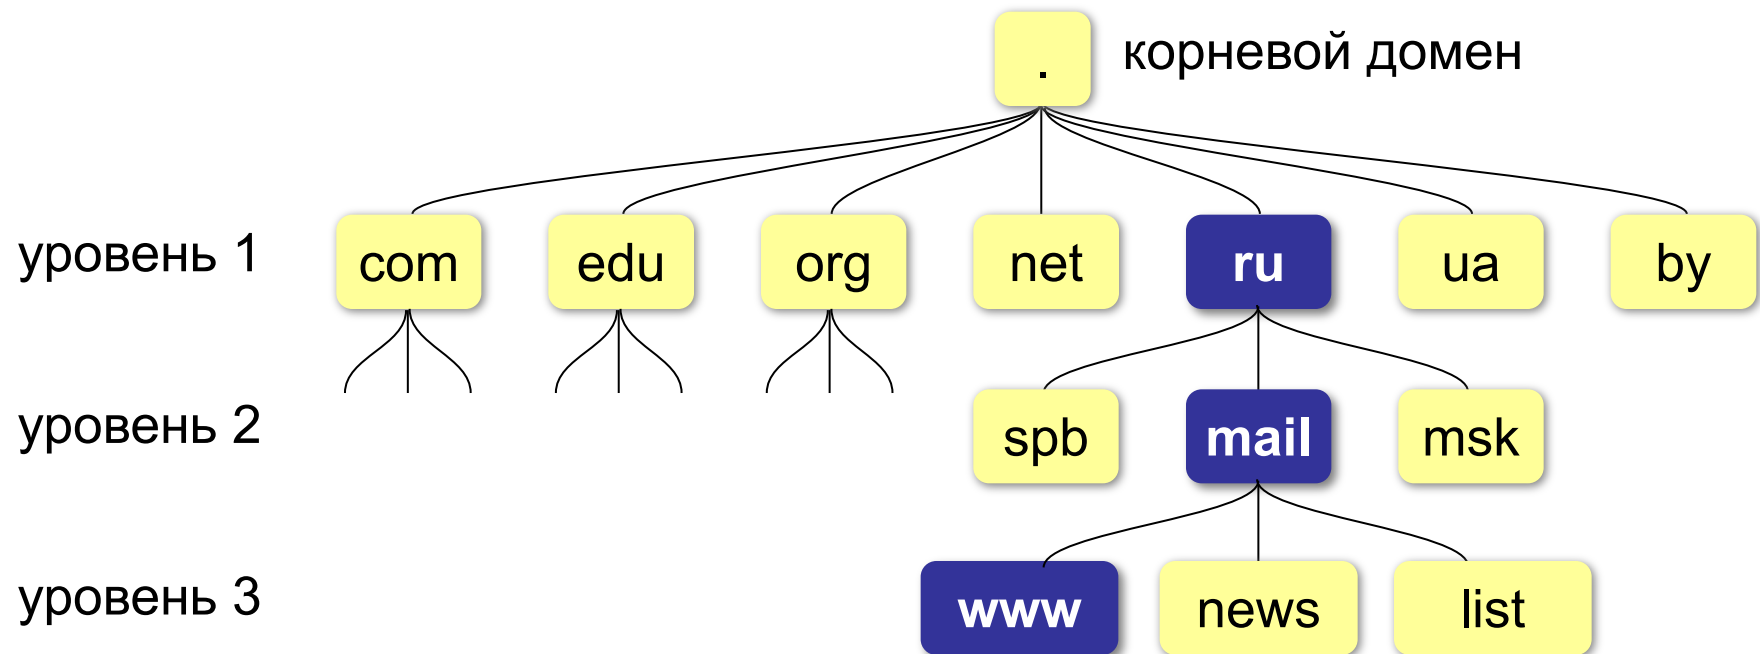 . корневой домен
уровень 1 com edu org net ru ua by
уровень 2 spb mail msk
уровень 3 www news list